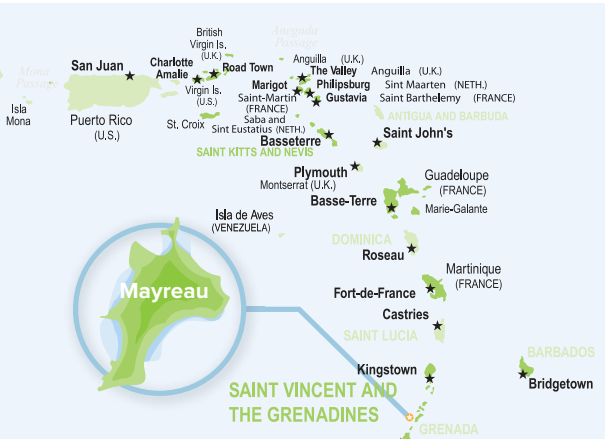 British
Virgin Is.
(U.K.)
Anegada
Passage
Mona
Passage
San Juan
Charlotte
Amalie
Road Town
Anguilla (U.K.)
The Valley
Anguilla (U.K.)
Marigot
Philipsburg
Sint Maarten (NETH.)
Gustavia
Saint Barthelemy (FRANCE)
Virgin Is.
(U.S.)
Saint-Martin
(FRANCE)
Isla
Mona
Puerto Rico
(U.S.)
St. Croix
Saba and
Sint Eustatius (NETH.)
ANTIGUA AND BARBUDA
Basseterre
Saint John's
SAINT KITTS AND NEVIS
Plymouth
Montserrat (U.K.)
Guadeloupe
(FRANCE)
Basse-Terre
Marie-Galante
Isla de Aves
(VENEZUELA)
DOMINICA
Roseau
Martinique
(FRANCE)
Mayreau
Fort-de-France
Castries
SAINT LUCIA
BARBADOS
Kingstown
Bridgetown
SAINT VINCENT AND
THE GRENADINES
GRENADA